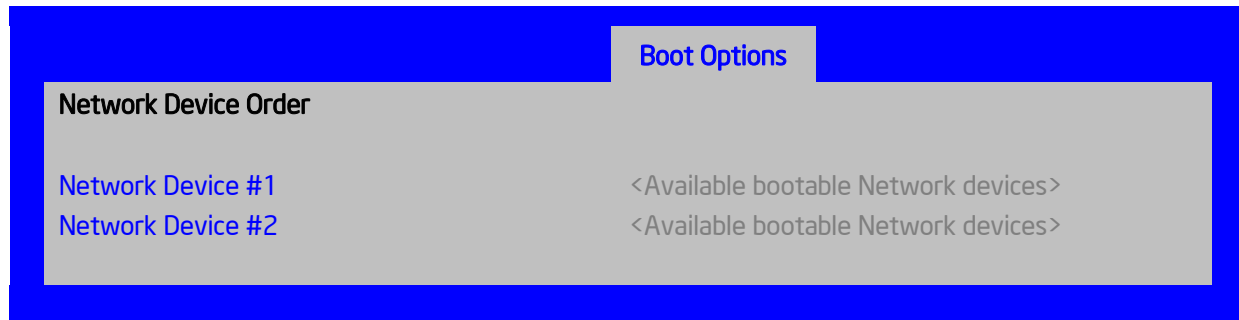 Boot Options
Network Device Order
Network Device #1 <Available bootable Network devices>
Network Device #2 <Available bootable Network devices>